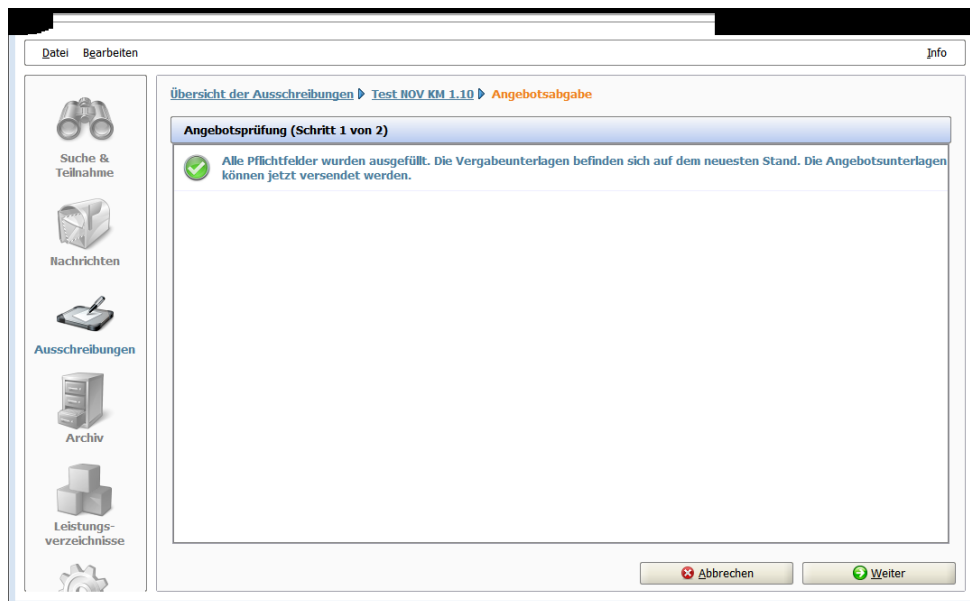 Datei Bearbeiten Info
Übersicht der Ausschreibungen Test NOV KM 1.10 Angebotsabgabe
Angebotsprüfung (Schritt 1 von 2)
Alle Pflichtfelder wurden ausgefüllt. Die Vergabeunterlagen befinden sich auf dem neuesten Stand. Die Angebotsunterlagen
können jetzt versendet werden.
Suche &
Teilnahme
Nachrichten
Ausschreibungen
Archiv
Leistungs-
verzeichnisse
Abbrechen Weiter